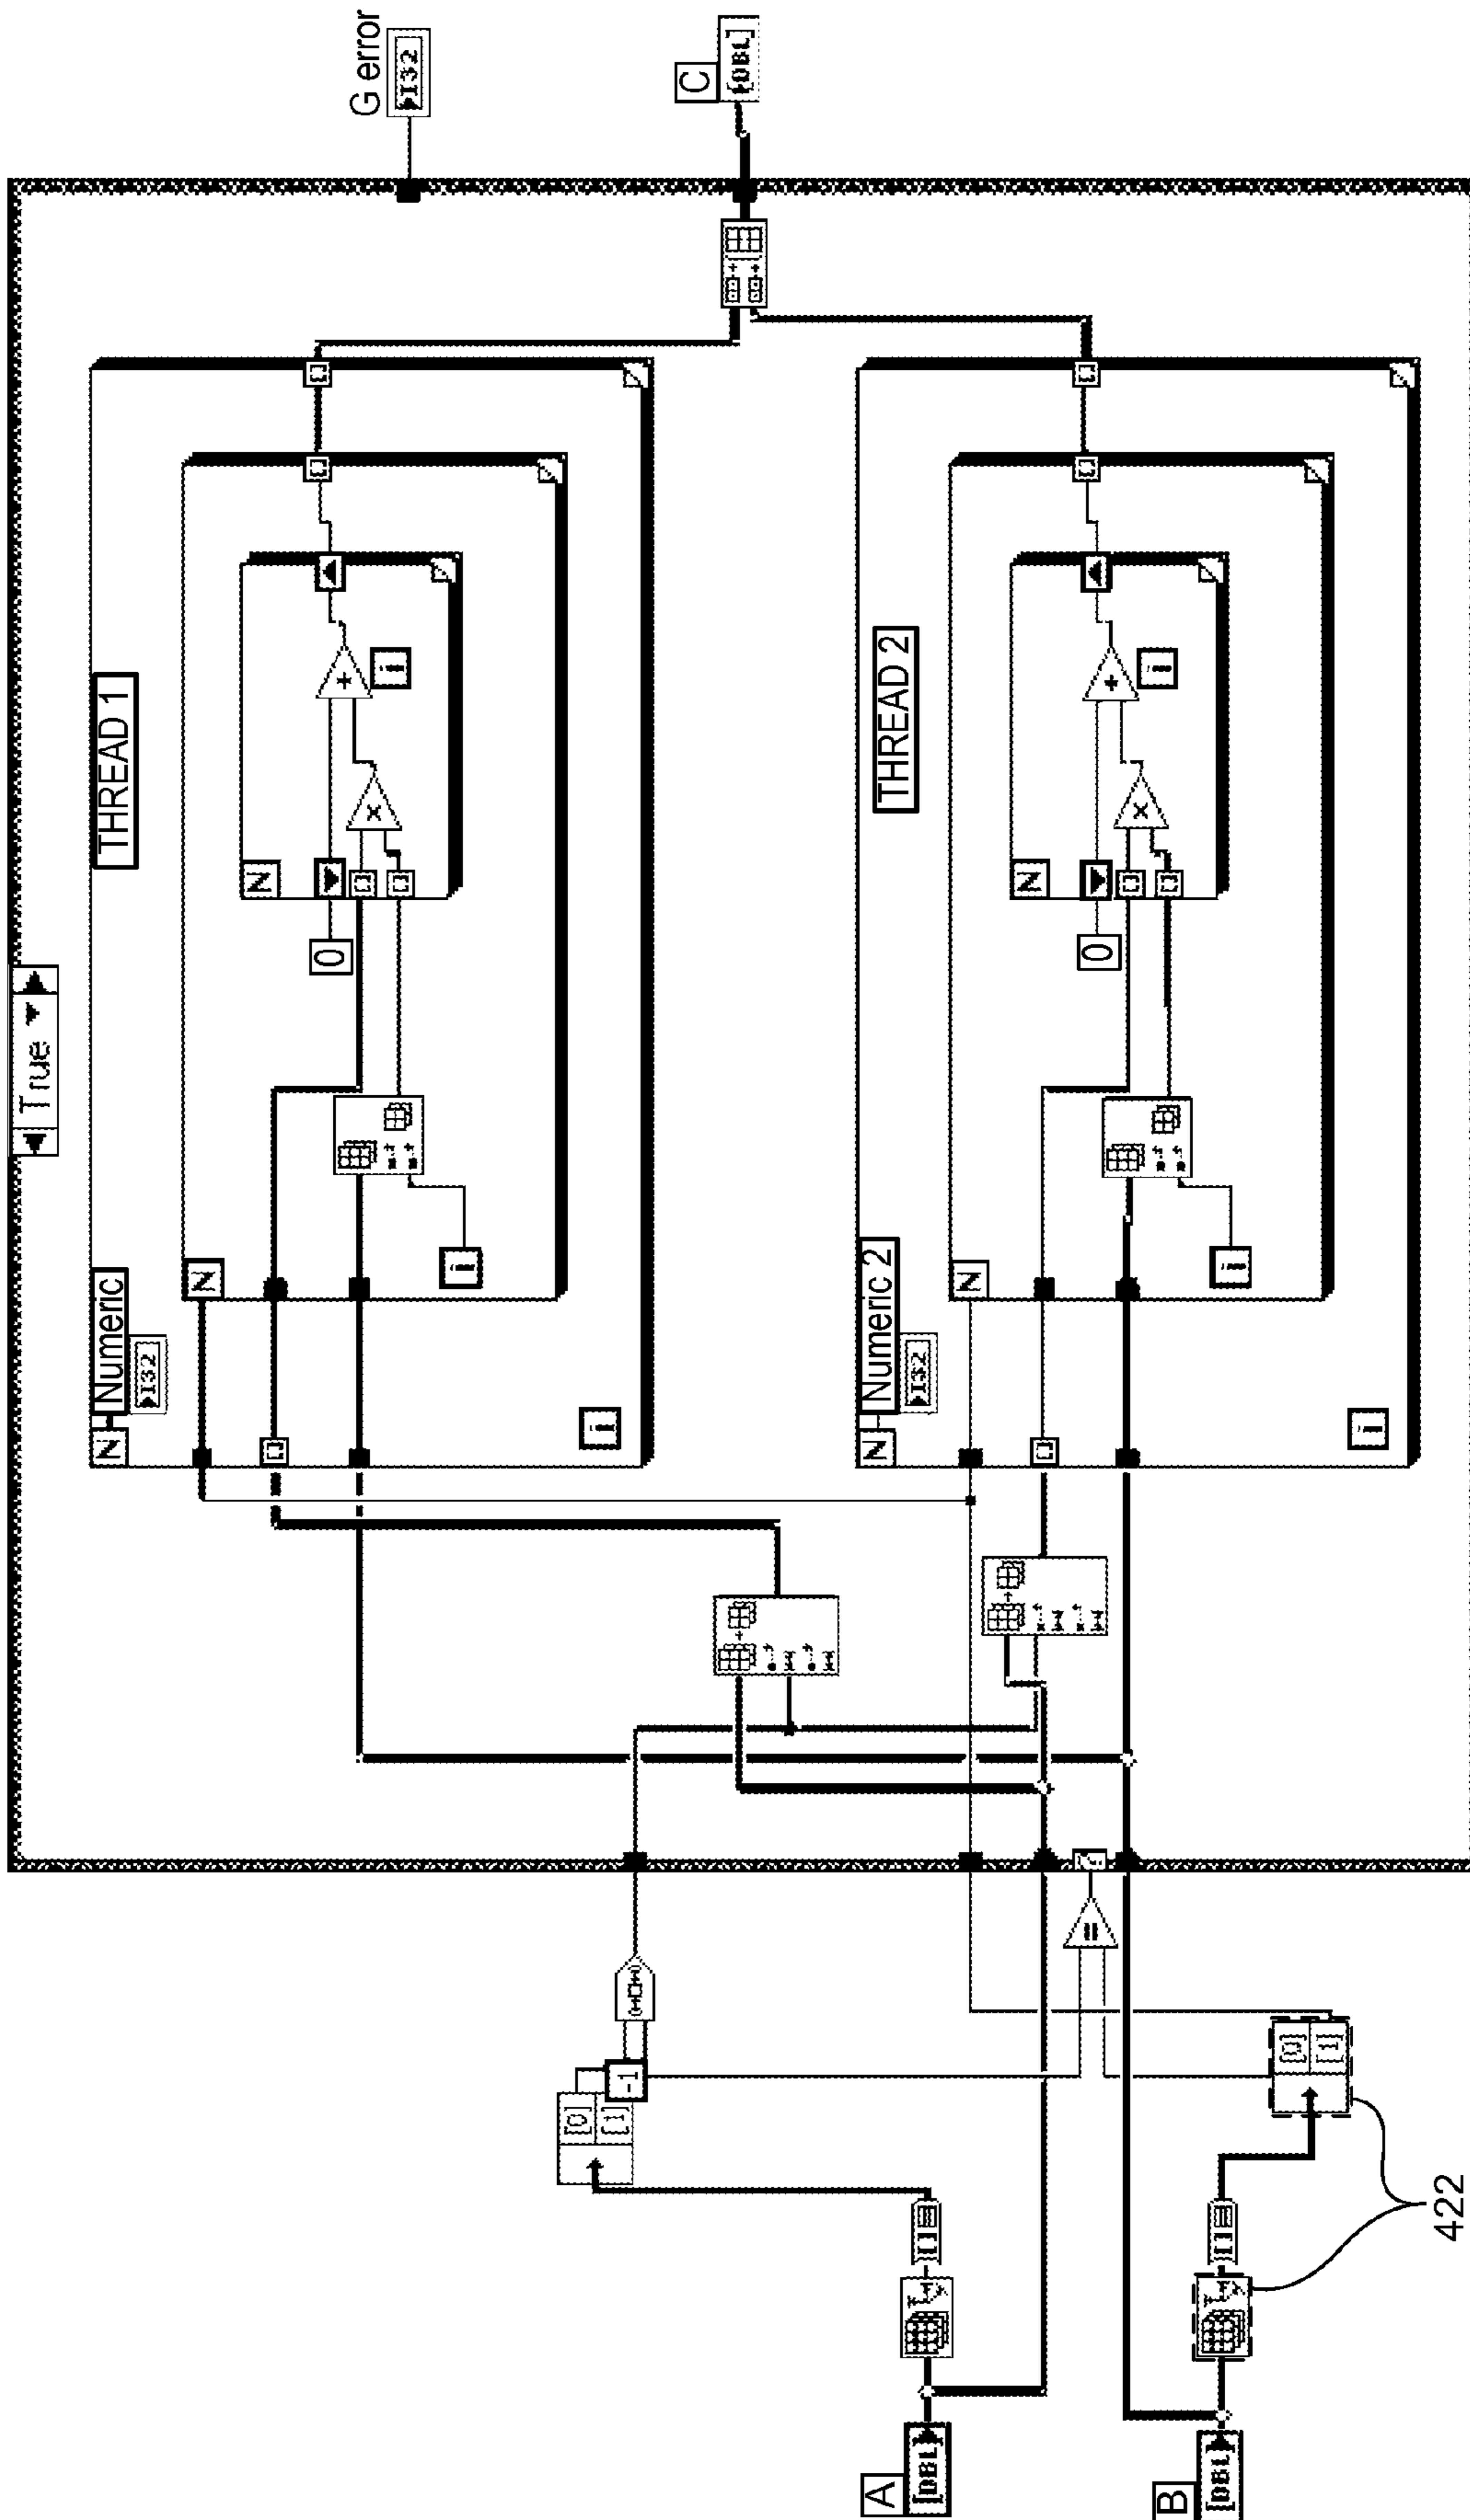 True
G error
I32
THREAD 1
Numeric
I32
N
N
N
0
×
+
i
i
i
C
[DBL]
THREAD 2
Numeric 2
I32
N
N
N
0
×
+
i
i
i
[0]
[1]
-1
=
?
A
[DBL]
B
[DBL]
[0]
[1]
422